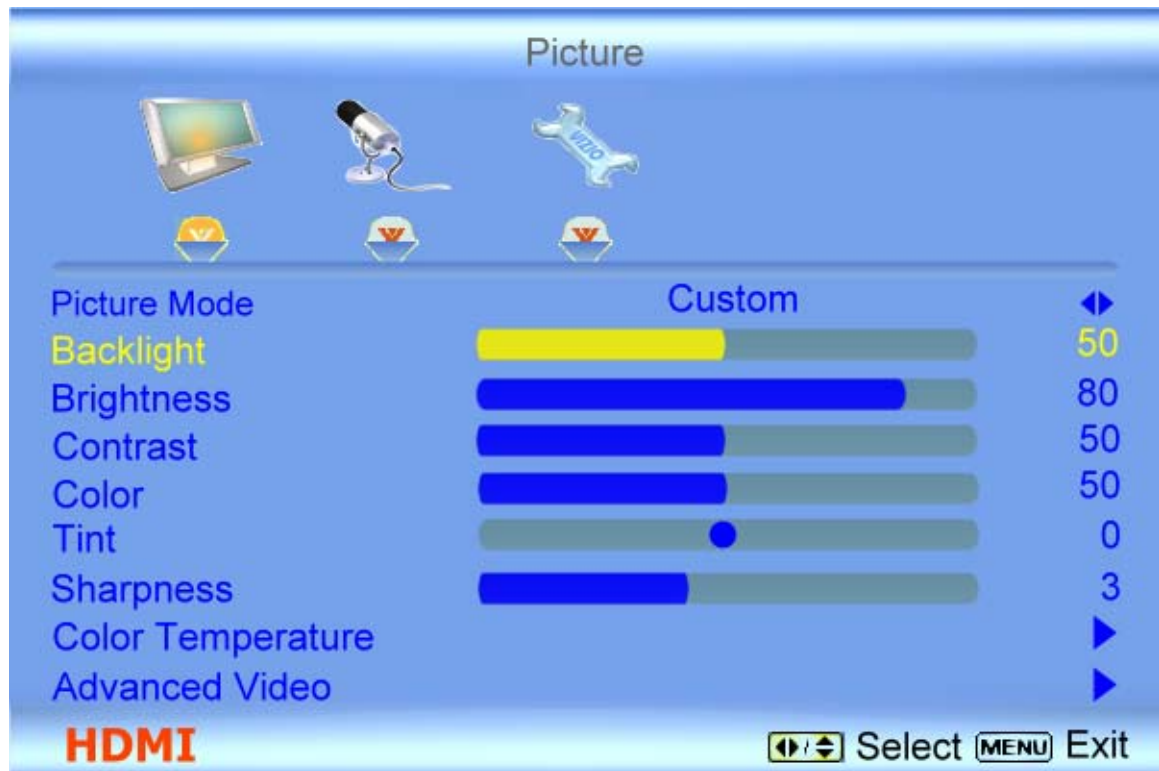 Picture
VIZIO
Picture Mode Custom
Backlight 50
Brightness 80
Contrast 50
Color 50
Tint 0
Sharpness 3
Color Temperature
Advanced Video
HDMI Select MENU Exit